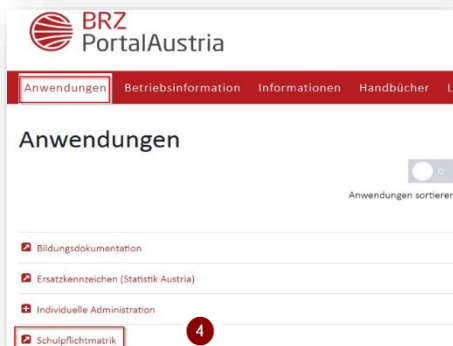 BRZ
PortalAustria
Anwendungen Betriebsinformation Informationen Handbücher L
Anwendungen
Anwendungen sortieren
Bildungsdokumentation
Ersatzkennzeichen (Statistik Austria)
Individuelle Administration
Schulpflichtmatrik
4